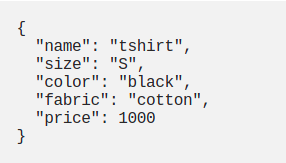 {
  "name": "tshirt",
  "size": "S",
  "color": "black",
  "fabric": "cotton",
  "price": 1000
}